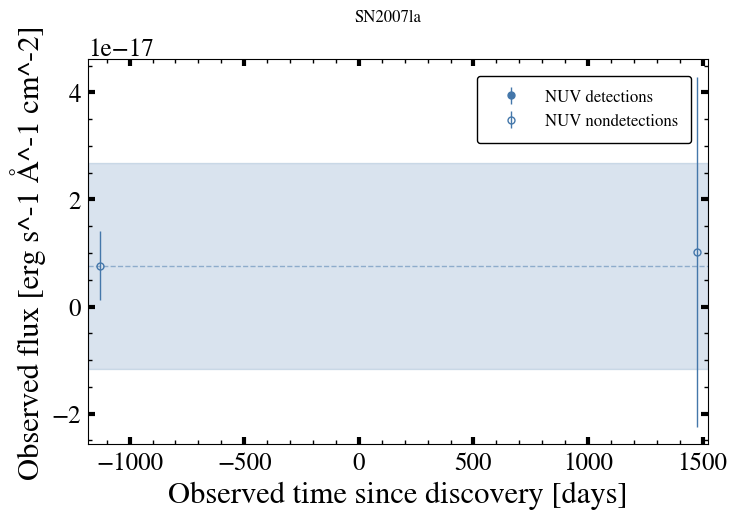 SN2007la
1e−17
NUV detections
NUV nondetections
4
2
0
−2
Observed flux [erg s^-1 Å^-1 cm^-2]
−1000 −500 0 500 1000 1500
Observed time since discovery [days]